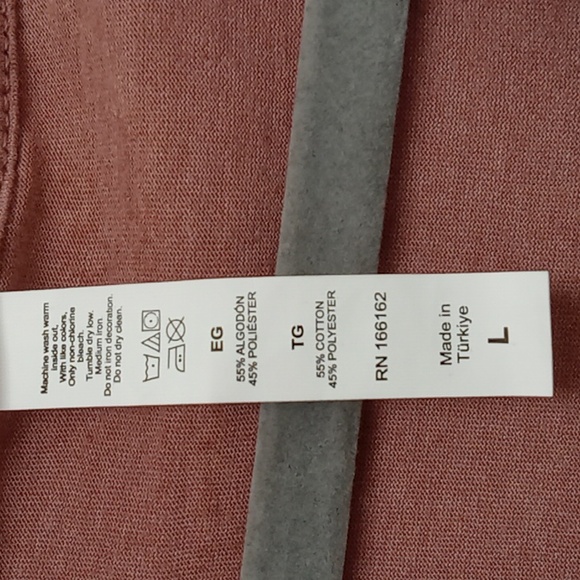 Machine wash warm
inside out,
With like colors,
Only non-chlorine
bleach.
Tumble dry low.
Medium iron
Do not iron decoration.
Do not dry clean.
EG
55% ALGODÓN
45% POLIÉSTER
TG
55% COTTON
45% POLYESTER
RN 166162
Made in
Türkiye
L